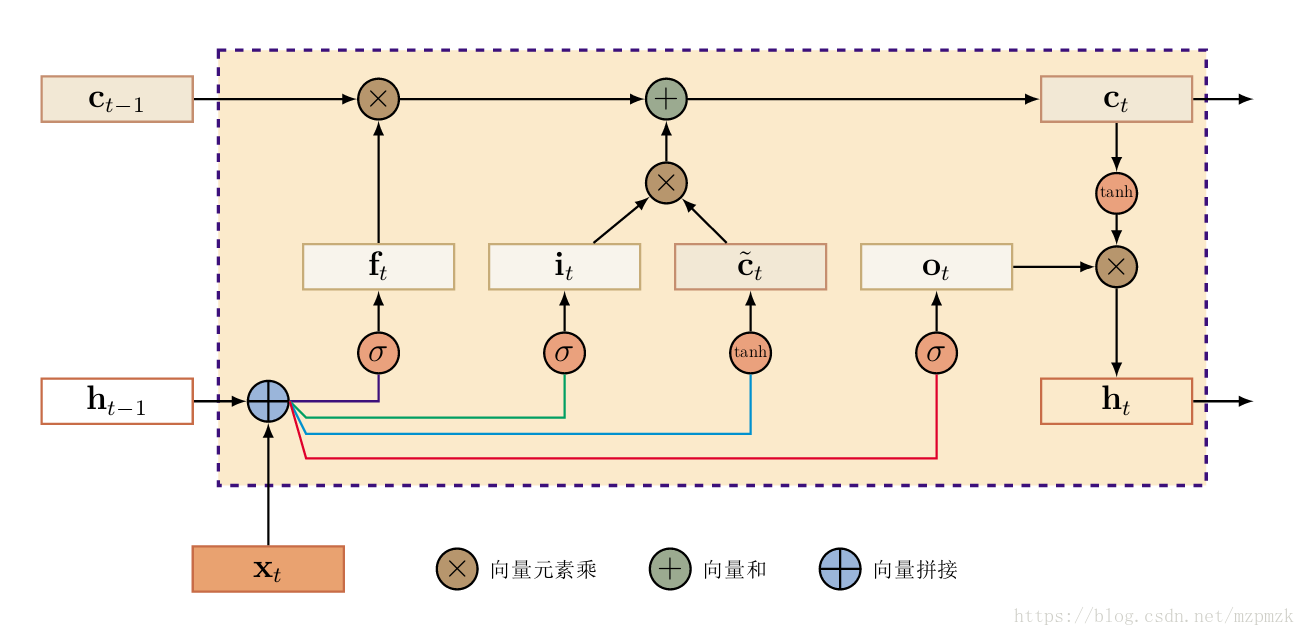 c_{t−1}
×
+
c_t
×
tanh
f_t
i_t
c̃_t
o_t
×
σ
σ
tanh
σ
h_{t−1}
h_t
x_t
× 向量元素乘
+ 向量和
向量拼接
https://blog.csdn.net/mzpmzk